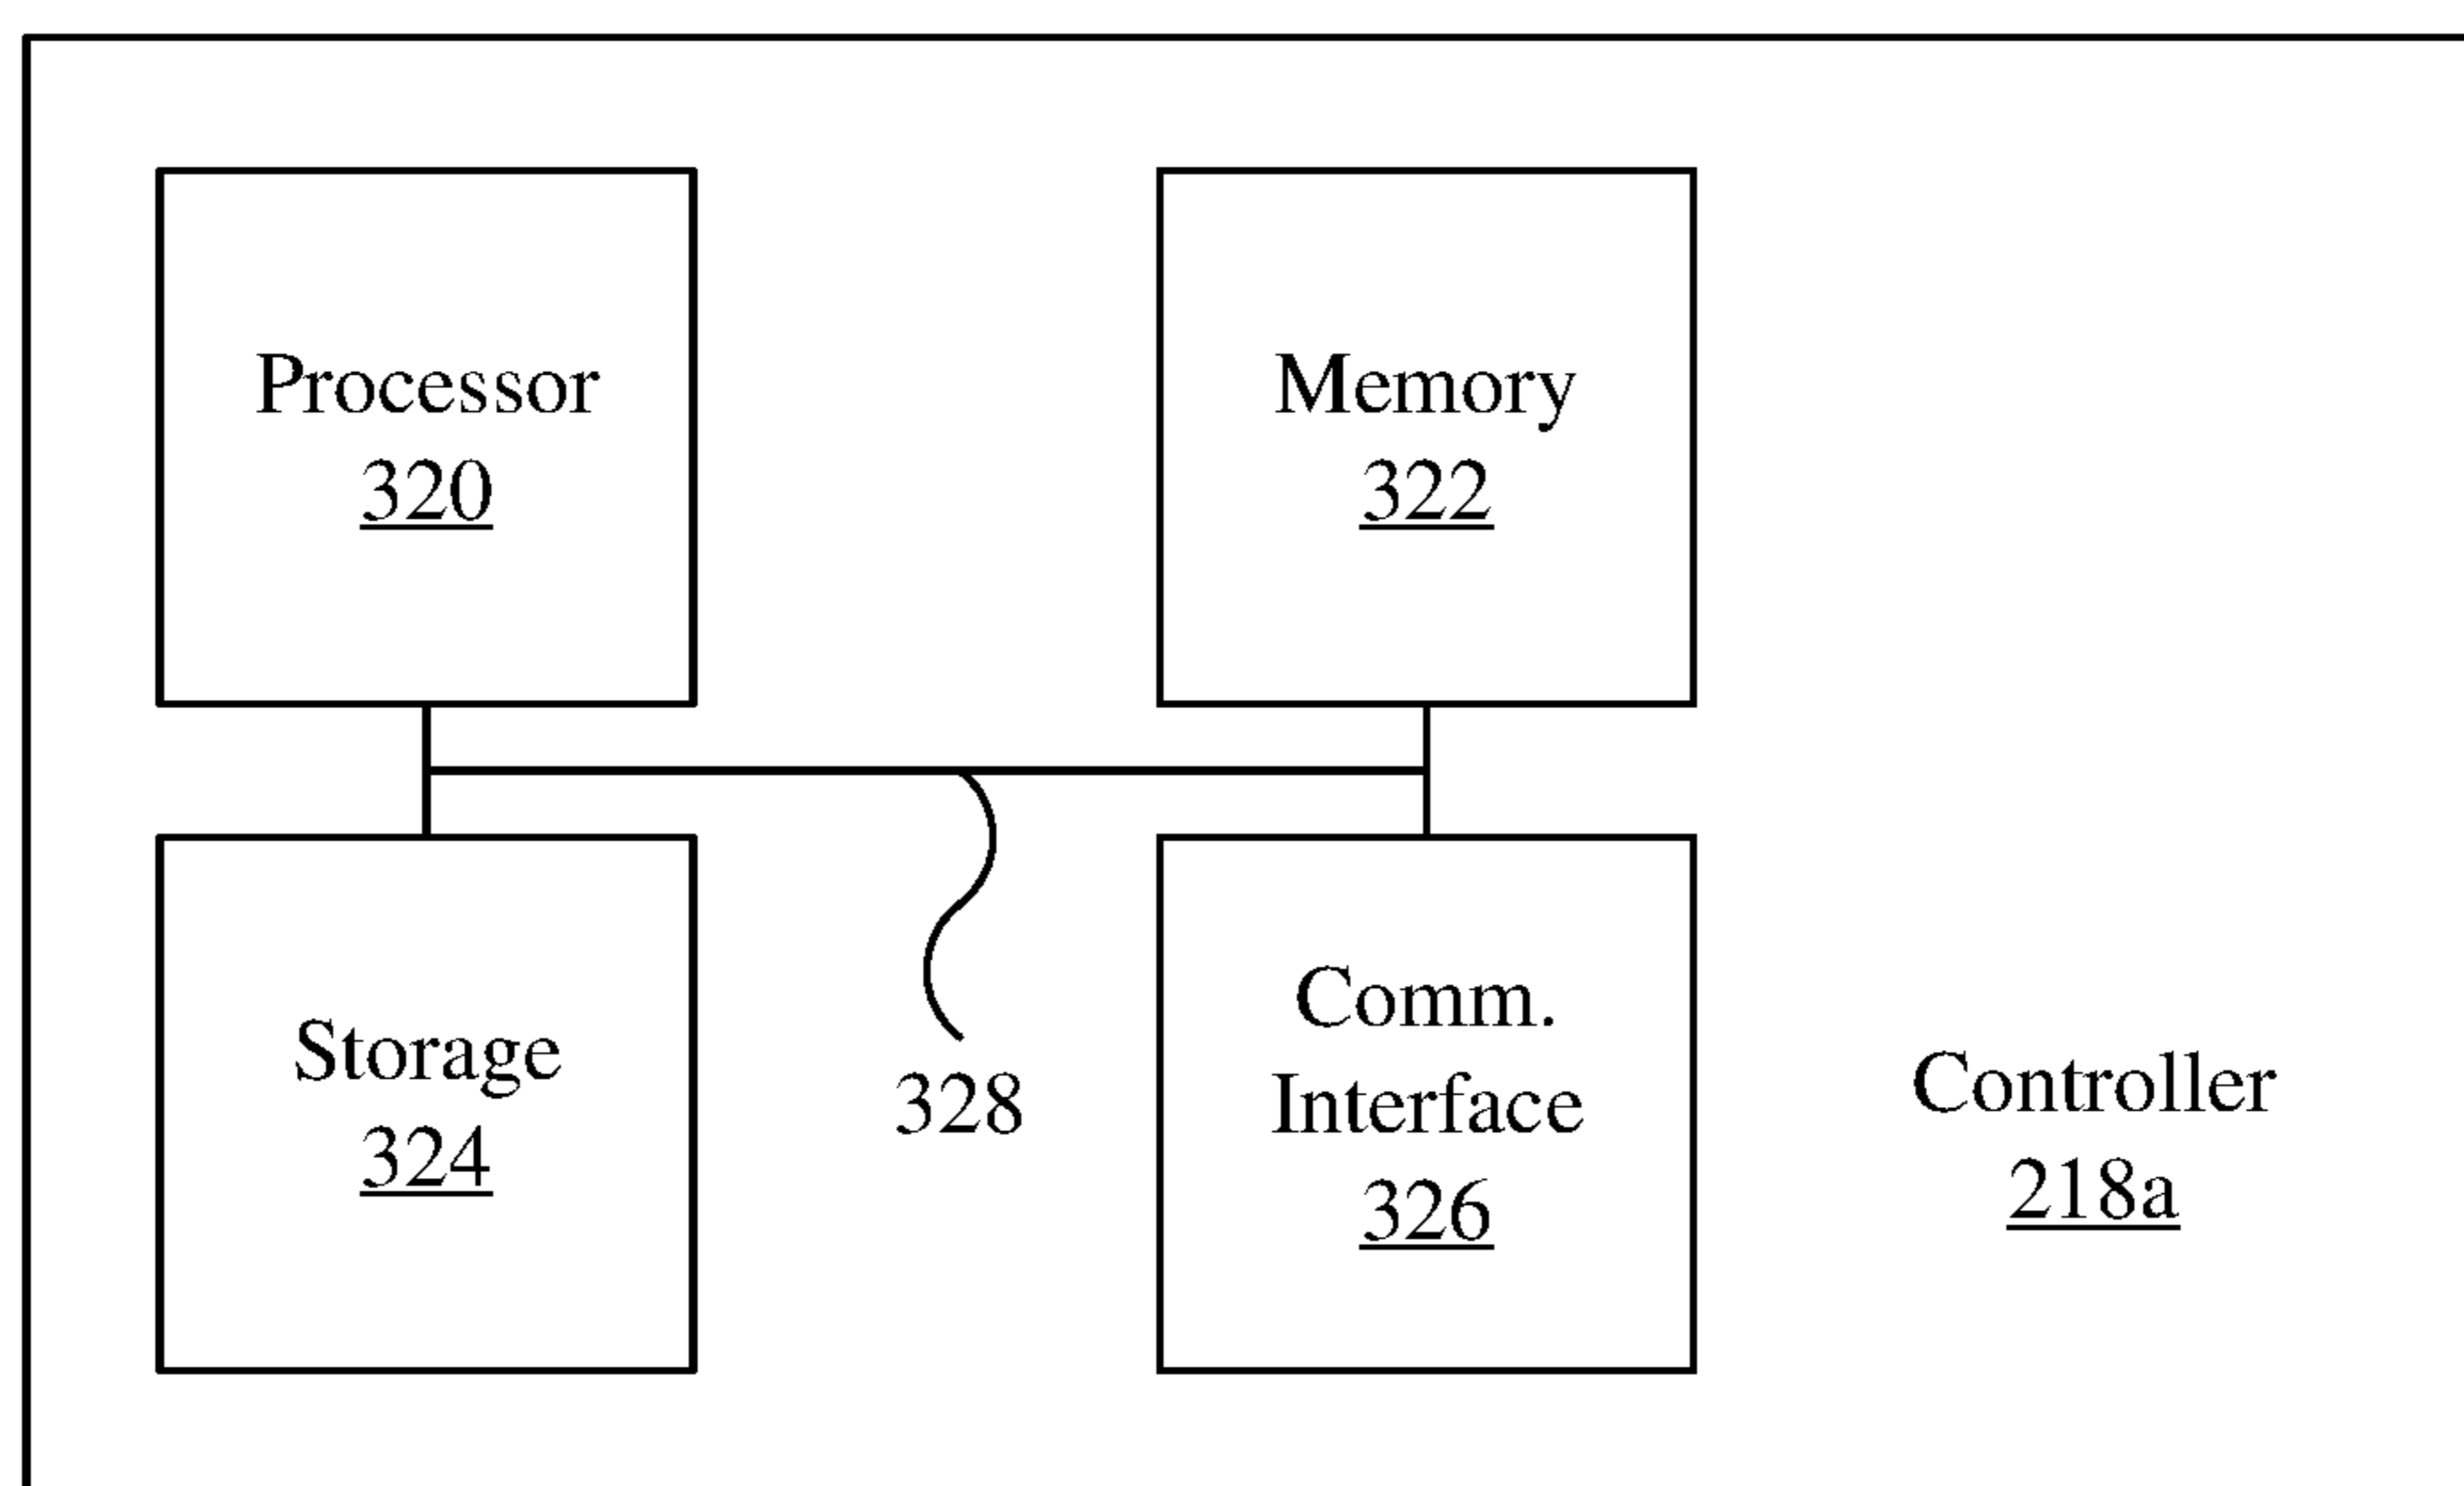 Processor
320
Memory
322
Storage
324
328
Comm.
Interface
326
Controller
218a